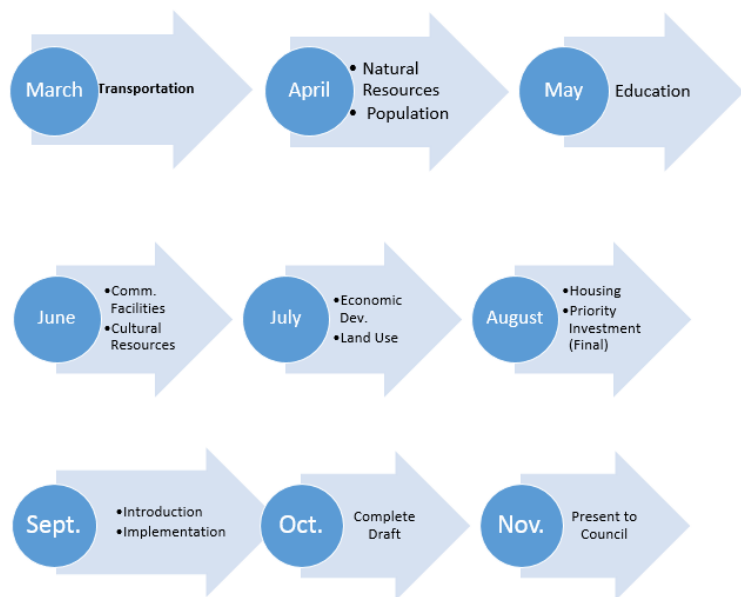 March
Transportation
April
• Natural
Resources
• Population
May
Education
June
•Comm.
Facilities
•Cultural
Resources
July
•Economic
Dev.
•Land Use
August
•Housing
•Priority
Investment
(Final)
Sept.
•Introduction
•Implementation
Oct.
Complete
Draft
Nov.
Present to
Council